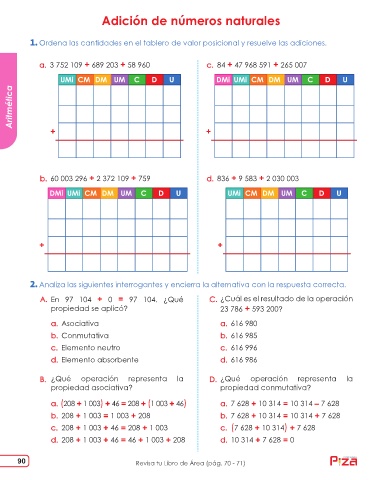 Adición de números naturales
1. Ordena las cantidades en el tablero de valor posicional y resuelve las adiciones.
a. 3 752 109 + 689 203 + 58 960
UMi CM DM UM C D U
+
c. 84 + 47 968 591 + 265 007
DMi UMi CM DM UM C D U
+
Aritmética
b. 60 003 296 + 2 372 109 + 759
DMi UMi CM DM UM C D U
+
d. 836 + 9 583 + 2 030 003
UMi CM DM UM C D U
+
2. Analiza las siguientes interrogantes y encierra la alternativa con la respuesta correcta.
A. En 97 104 + 0 = 97 104. ¿Qué
propiedad se aplicó?
a. Asociativa
b. Conmutativa
c. Elemento neutro
d. Elemento absorbente
B. ¿Qué operación representa la
propiedad asociativa?
a. (208 + 1 003) + 46 = 208 + (1 003 + 46)
b. 208 + 1 003 = 1 003 + 208
c. 208 + 1 003 + 46 = 208 + 1 003
d. 208 + 1 003 + 46 = 46 + 1 003 + 208
C. ¿Cuál es el resultado de la operación
23 786 + 593 200?
a. 616 980
b. 616 985
c. 616 996
d. 616 986
D. ¿Qué operación representa la
propiedad conmutativa?
a. 7 628 + 10 314 = 10 314 – 7 628
b. 7 628 + 10 314 = 10 314 + 7 628
c. (7 628 + 10 314) + 7 628
d. 10 314 + 7 628 = 0
90
Revisa tu Libro de Área (pág. 70 - 71)